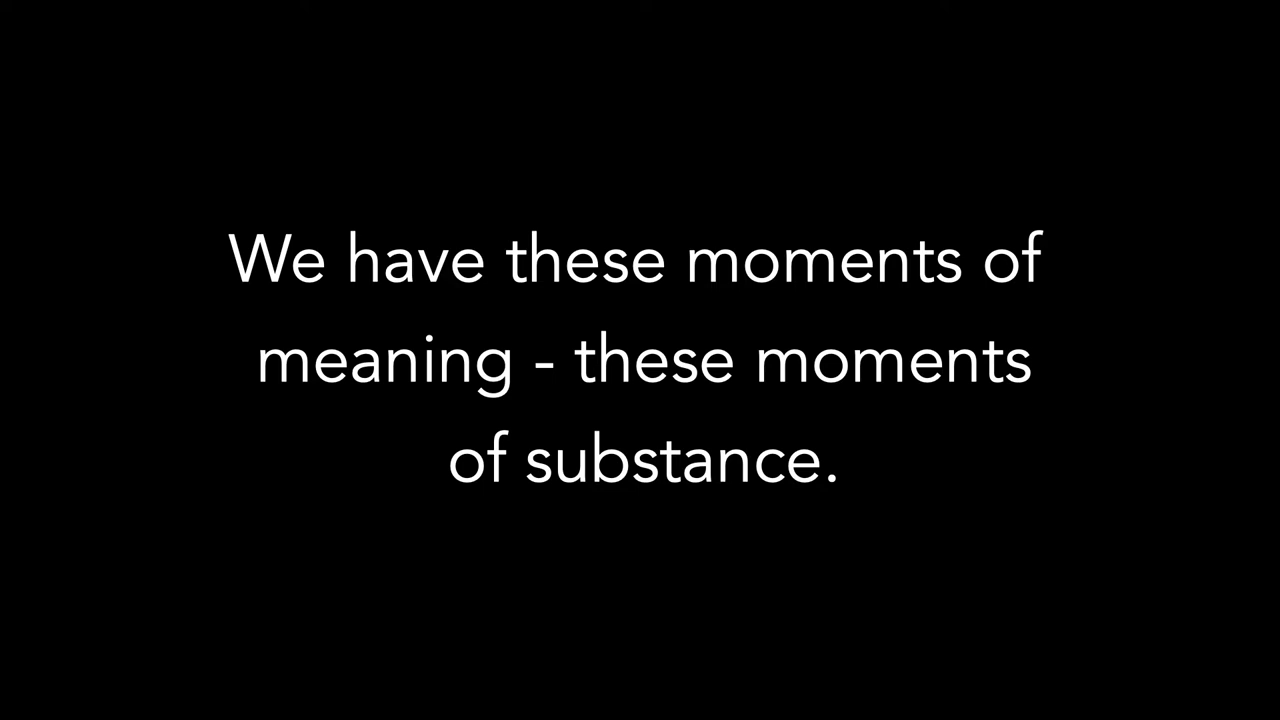 We have these moments of
meaning - these moments
of substance.